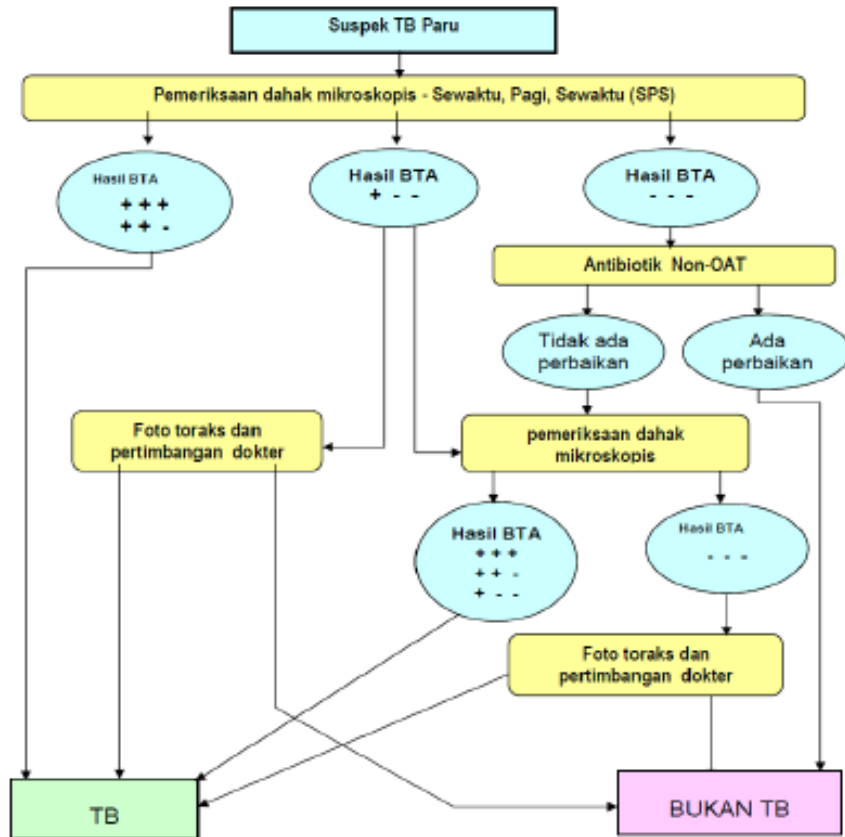 Suspek TB Paru
Pemeriksaan dahak mikroskopis - Sewaktu, Pagi, Sewaktu (SPS)
Hasil BTA
+ + +
+ + -
Hasil BTA
+ - -
Hasil BTA
- - -
Antibiotik Non-OAT
Tidak ada
perbaikan
Ada
perbaikan
Foto toraks dan
pertimbangan dokter
pemeriksaan dahak
mikroskopis
Hasil BTA
+ + +
+ + -
+ - -
Hasil BTA
- - -
Foto toraks dan
pertimbangan dokter
TB
BUKAN TB